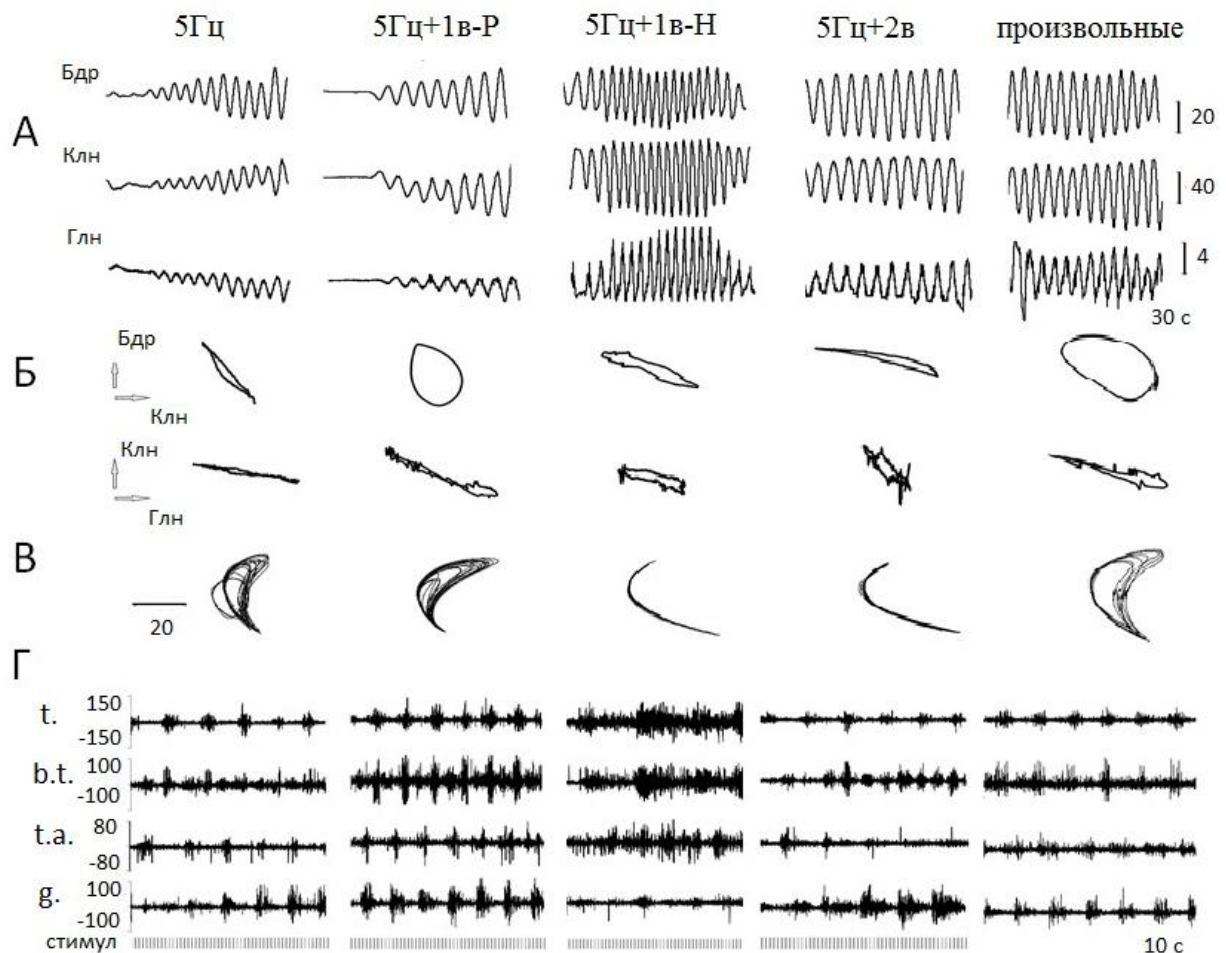 5Гц 5Гц+1в-Р 5Гц+1в-Н 5Гц+2в произвольные
А
Бдр
20
Клн
40
Глн
4
30 с
Б
Бдр
Клн
Клн
Глн
В
20
Г
t. 150
-150
b.t. 100
-100
t.a. 80
-80
g. 100
-100
стимул
10 с